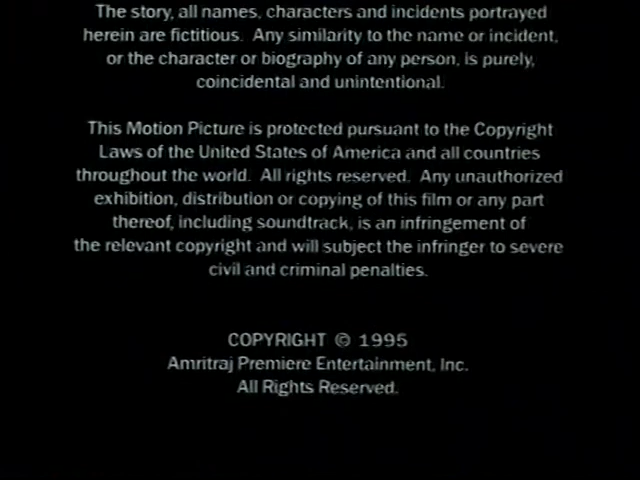 The story, all names, characters and incidents portrayed
herein are fictitious. Any similarity to the name or incident,
or the character or biography of any person, is purely,
coincidental and unintentional.
This Motion Picture is protected pursuant to the Copyright
Laws of the United States of America and all countries
throughout the world. All rights reserved. Any unauthorized
exhibition, distribution or copying of this film or any part
thereof, including soundtrack, is an infringement of
the relevant copyright and will subject the infringer to severe
civil and criminal penalties.
COPYRIGHT © 1995
Amritraj Premiere Entertainment, Inc.
All Rights Reserved.